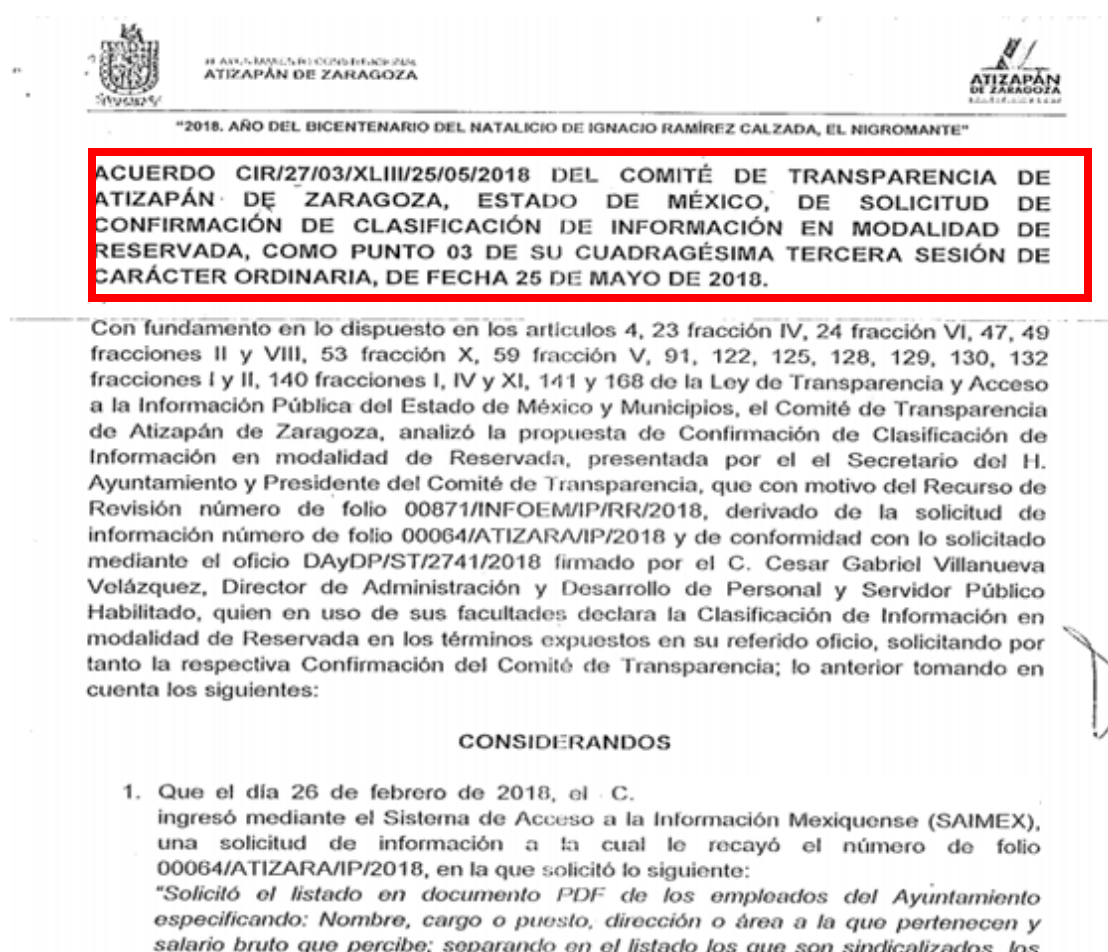 ATIZAPÁN DE ZARAGOZA
ATIZAPÁN
DE ZARAGOZA
"2018. AÑO DEL BICENTENARIO DEL NATALICIO DE IGNACIO RAMÍREZ CALZADA, EL NIGROMANTE"
ACUERDO CIR/27/03/XLIII/25/05/2018 DEL COMITÉ DE TRANSPARENCIA DE
ATIZAPÁN DE ZARAGOZA, ESTADO DE MÉXICO, DE SOLICITUD DE
CONFIRMACIÓN DE CLASIFICACIÓN DE INFORMACIÓN EN MODALIDAD DE
RESERVADA, COMO PUNTO 03 DE SU CUADRAGÉSIMA TERCERA SESIÓN DE
CARÁCTER ORDINARIA, DE FECHA 25 DE MAYO DE 2018.
Con fundamento en lo dispuesto en los artículos 4, 23 fracción IV, 24 fracción VI, 47, 49
fracciones II y VIII, 53 fracción X, 59 fracción V, 91, 122, 125, 128, 129, 130, 132
fracciones I y II, 140 fracciones I, IV y XI, 141 y 168 de la Ley de Transparencia y Acceso
a la Información Pública del Estado de México y Municipios, el Comité de Transparencia
de Atizapán de Zaragoza, analizó la propuesta de Confirmación de Clasificación de
Información en modalidad de Reservada, presentada por el el Secretario del H.
Ayuntamiento y Presidente del Comité de Transparencia, que con motivo del Recurso de
Revisión número de folio 00871/INFOEM/IP/RR/2018, derivado de la solicitud de
información número de folio 00064/ATIZARA/IP/2018 y de conformidad con lo solicitado
mediante el oficio DAyDP/ST/2741/2018 firmado por el C. Cesar Gabriel Villanueva
Velázquez, Director de Administración y Desarrollo de Personal y Servidor Público
Habilitado, quien en uso de sus facultades declara la Clasificación de Información en
modalidad de Reservada en los términos expuestos en su referido oficio, solicitando por
tanto la respectiva Confirmación del Comité de Transparencia; lo anterior tomando en
cuenta los siguientes:
CONSIDERANDOS
1. Que el día 26 de febrero de 2018, el C.
ingresó mediante el Sistema de Acceso a la Información Mexiquense (SAIMEX),
una solicitud de información a la cual le recayó el número de folio
00064/ATIZARA/IP/2018, en la que solicitó lo siguiente:
"Solicitó el listado en documento PDF de los empleados del Ayuntamiento
especificando: Nombre, cargo o puesto, dirección o área a la que pertenecen y
salario bruto que percibe; separando en el listado los que son sindicalizados, los